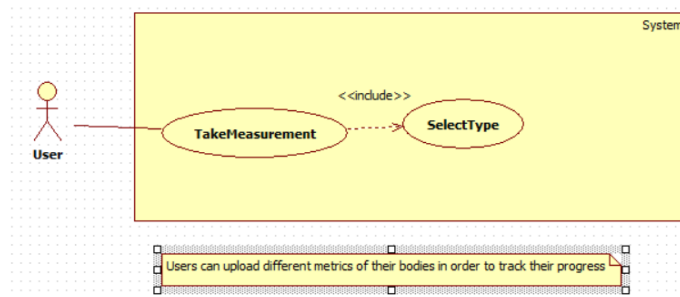 System
<<include>>
TakeMeasurement
SelectType
User
Users can upload different metrics of their bodies in order to track their progress